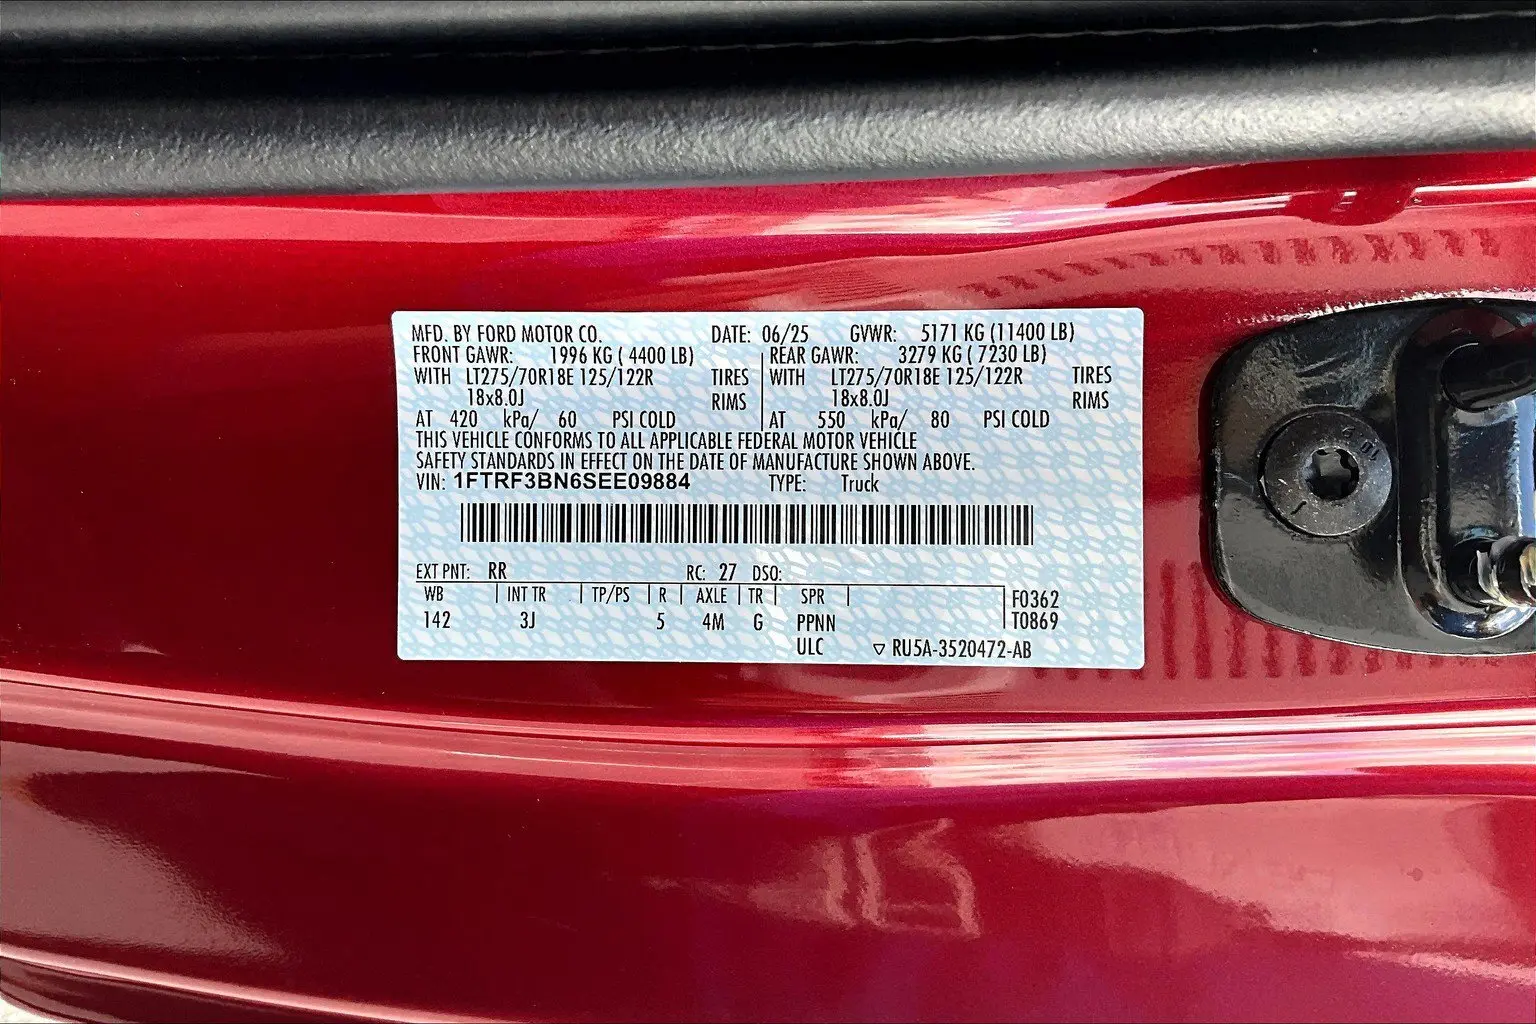 MFD. BY FORD MOTOR CO. DATE: 06/25 GVWR: 5171 KG (11400 LB)
FRONT GAWR: 1996 KG ( 4400 LB) REAR GAWR: 3279 KG ( 7230 LB)
WITH LT275/70R18E 125/122R TIRES WITH LT275/70R18E 125/122R TIRES
18x8.0J RIMS 18x8.0J RIMS
AT 420 kPa/ 60 PSI COLD AT 550 kPa/ 80 PSI COLD
THIS VEHICLE CONFORMS TO ALL APPLICABLE FEDERAL MOTOR VEHICLE
SAFETY STANDARDS IN EFFECT ON THE DATE OF MANUFACTURE SHOWN ABOVE.
VIN: 1FTRF3BN6SEE09884 TYPE: Truck
EXT PNT: RR RC: 27 DSO:
WB INT TR TP/PS R AXLE TR SPR F0362
142 3J 5 4M G PPNN T0869
ULC ▽ RU5A-3520472-AB